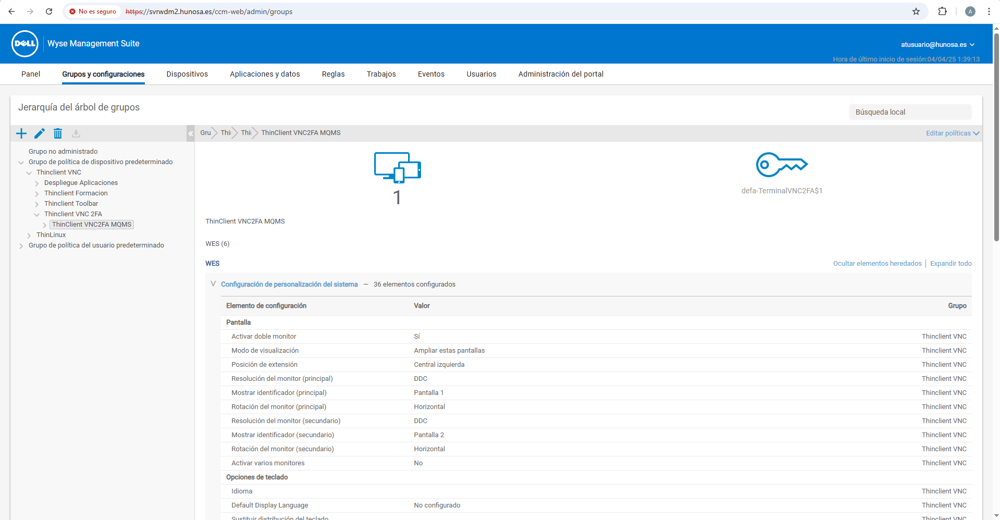 No es seguro https://svrwdm2.hunosa.es/ccm-web/admin/groups A
DELL Wyse Management Suite
atusuario@hunosa.es
Hora de último inicio de sesión:04/04/25 1:39:13
Panel Grupos y configuraciones Dispositivos Aplicaciones y datos Reglas Trabajos Eventos Usuarios Administración del portal
Jerarquía del árbol de grupos
Búsqueda local
« Gru Thi Thi ThinClient VNC2FA MQMS Editar políticas
Grupo no administrado
Grupo de política de dispositivo predeterminado
Thinclient VNC
Despliegue Aplicaciones
Thinclient Formacion
Thinclient Toolbar
Thinclient VNC 2FA
ThinClient VNC2FA MQMS
ThinLinux
Grupo de política del usuario predeterminado
1
defa-TerminalVNC2FA$1
ThinClient VNC2FA MQMS
WES (6)
WES Ocultar elementos heredados | Expandir todo
Configuración de personalización del sistema — 36 elementos configurados
Elemento de configuración Valor Grupo
Pantalla
Activar doble monitor Sí Thinclient VNC
Modo de visualización Ampliar estas pantallas Thinclient VNC
Posición de extensión Central izquierda Thinclient VNC
Resolución del monitor (principal) DDC Thinclient VNC
Mostrar identificador (principal) Pantalla 1 Thinclient VNC
Rotación del monitor (principal) Horizontal Thinclient VNC
Resolución del monitor (secundario) DDC Thinclient VNC
Mostrar identificador (secundario) Pantalla 2 Thinclient VNC
Rotación del monitor (secundario) Horizontal Thinclient VNC
Activar varios monitores No Thinclient VNC
Opciones de teclado
Idioma Thinclient VNC
Default Display Language No configurado Thinclient VNC
Sustituir distribución del teclado Thinclient VNC